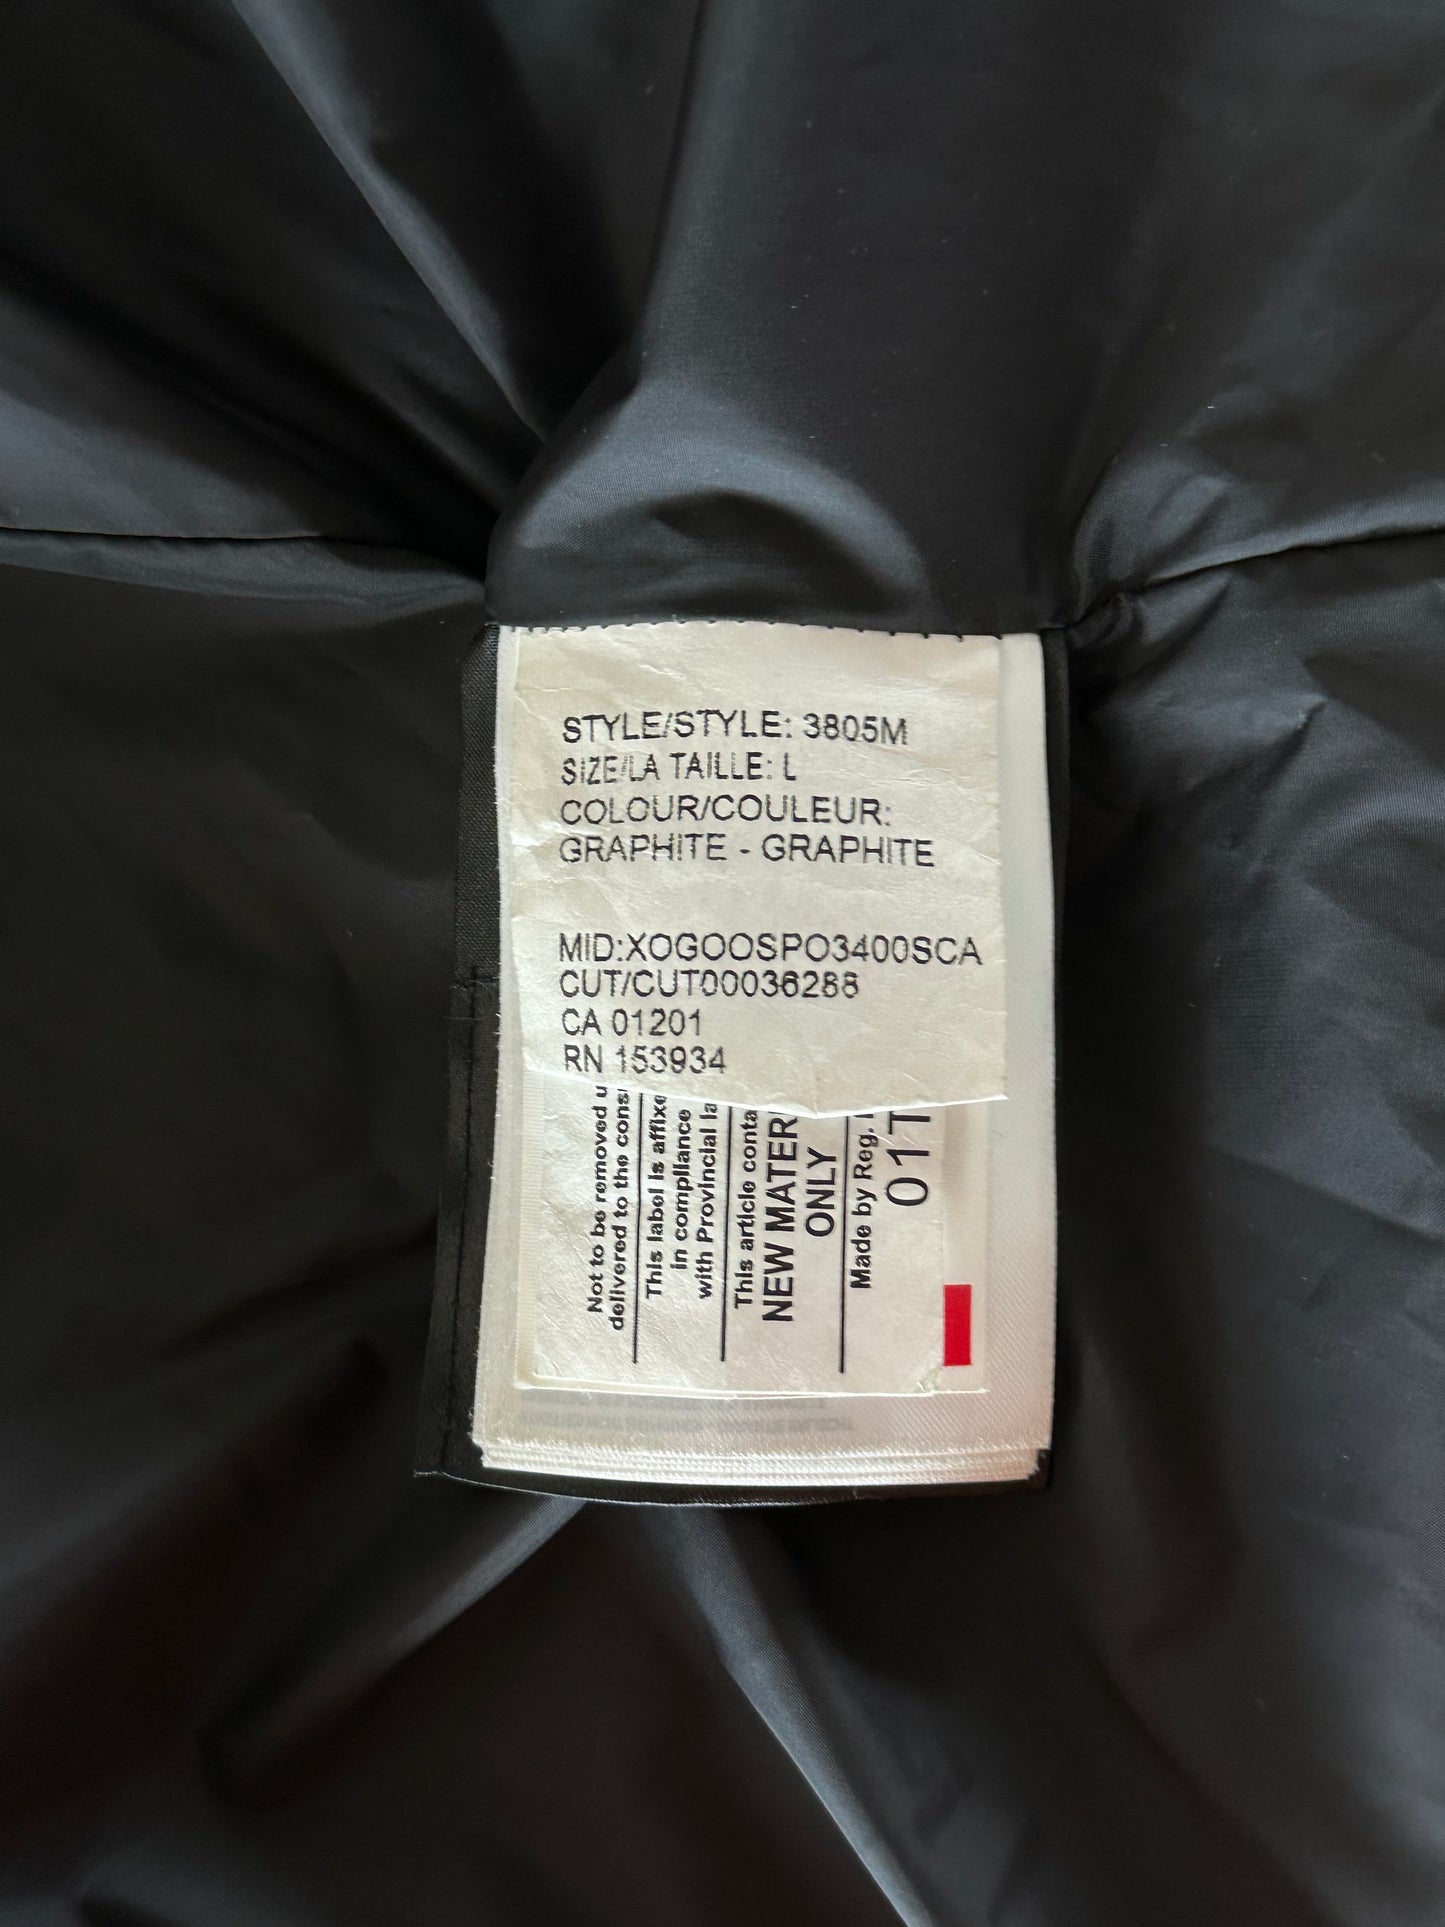 STYLE/STYLE: 3805M
SIZE/LA TAILLE: L
COLOUR/COULEUR:
GRAPHITE - GRAPHITE
MID:XOGOOSPO3400SCA
CUT/CUT00036288
CA 01201
RN 153934
Not to be removed u
delivered to the cons
This label is affixe
in compliance
with Provincial la
This article conta
NEW MATER
ONLY
Made by Reg.
01T